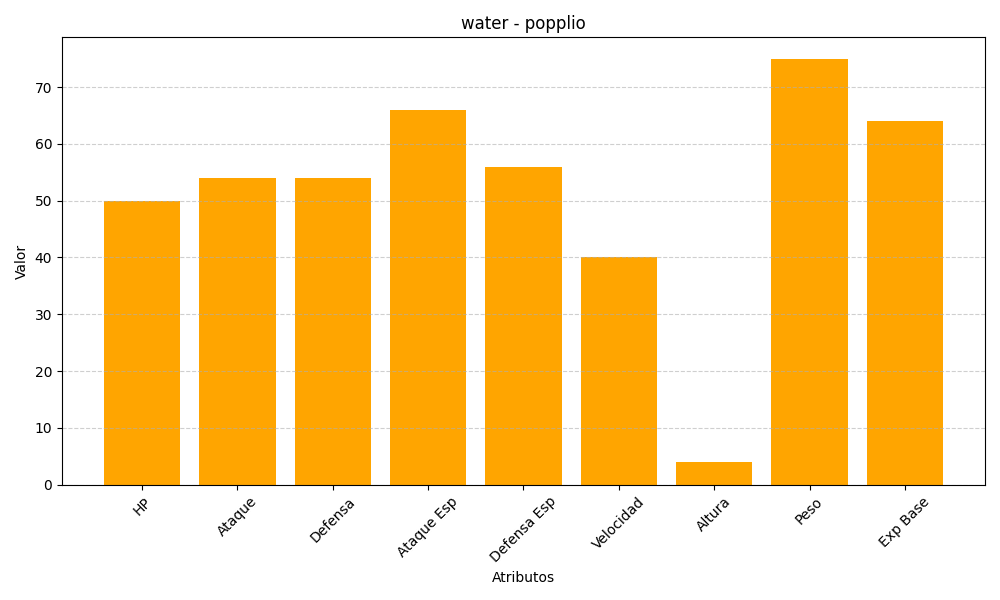 water - popplio
Valor
70
60
50
40
30
20
10
0
HP
Ataque
Defensa
Ataque Esp
Defensa Esp
Velocidad
Altura
Peso
Exp Base
Atributos